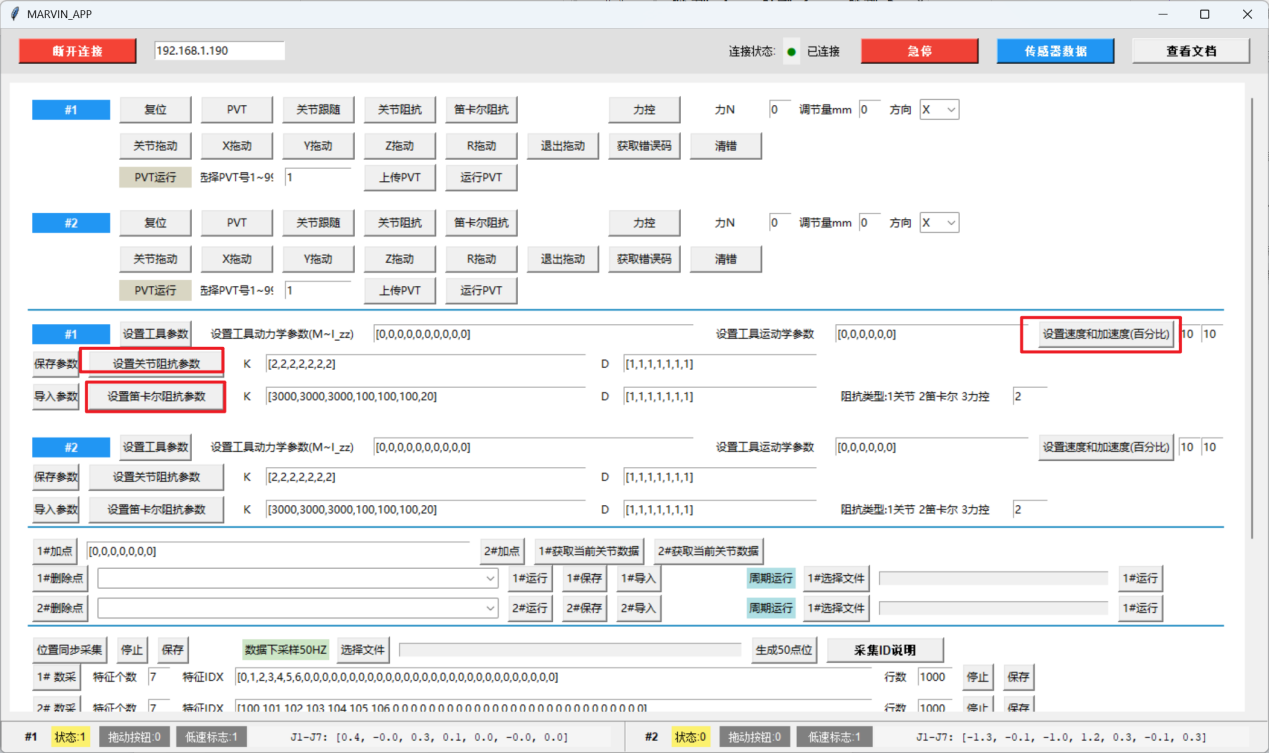 MARVIN_APP
断开连接 192.168.1.190 连接状态: 已连接 急停 传感器数据 查看文档
#1 复位 PVT 关节跟随 关节阻抗 笛卡尔阻抗 力控 力N 0 调节量mm 0 方向 X
关节拖动 X拖动 Y拖动 Z拖动 R拖动 退出拖动 获取错误码 清错
PVT运行 选择PVT号1~99 1 上传PVT 运行PVT
#2 复位 PVT 关节跟随 关节阻抗 笛卡尔阻抗 力控 力N 0 调节量mm 0 方向 X
关节拖动 X拖动 Y拖动 Z拖动 R拖动 退出拖动 获取错误码 清错
PVT运行 选择PVT号1~99 1 上传PVT 运行PVT
#1 设置工具参数 设置工具动力学参数(M~I_zz) [0,0,0,0,0,0,0,0,0,0] 设置工具运动学参数 [0,0,0,0,0,0] 设置速度和加速度(百分比) 10 10
保存参数 设置关节阻抗参数 K [2,2,2,2,2,2,2] D [1,1,1,1,1,1,1]
导入参数 设置笛卡尔阻抗参数 K [3000,3000,3000,100,100,100,20] D [1,1,1,1,1,1,1] 阻抗类型:1关节 2笛卡尔 3力控 2
#2 设置工具参数 设置工具动力学参数(M~I_zz) [0,0,0,0,0,0,0,0,0,0] 设置工具运动学参数 [0,0,0,0,0,0] 设置速度和加速度(百分比) 10 10
保存参数 设置关节阻抗参数 K [2,2,2,2,2,2,2] D [1,1,1,1,1,1,1]
导入参数 设置笛卡尔阻抗参数 K [3000,3000,3000,100,100,100,20] D [1,1,1,1,1,1,1] 阻抗类型:1关节 2笛卡尔 3力控 2
1#加点 [0,0,0,0,0,0,0] 2#加点 1#获取当前关节数据 2#获取当前关节数据
1#删除点 1#运行 1#保存 1#导入 周期运行 1#选择文件 1#运行
2#删除点 2#运行 2#保存 2#导入 周期运行 1#选择文件 1#运行
位置同步采集 停止 保存 数据下采样50HZ 选择文件 生成50点位 采集ID说明
1# 数采 特征个数 7 特征IDX [0,1,2,3,4,5,6,0,0,0,0,0,0,0,0,0,0,0,0,0,0,0,0,0,0,0,0,0,0,0,0,0,0,0,0] 行数 1000 停止 保存
2# 数采 特征个数 7 特征IDX 行数 1000 停止 保存
#1 状态:1 拖动按钮:0 低速标志:1 J1-J7: [0.4, -0.0, 0.3, 0.1, 0.0, -0.0, 0.0] #2 状态:0 拖动按钮:0 低速标志:1 J1-J7: [-1.3, -0.1, -1.0, 1.2, 0.3, -0.1, 0.3]